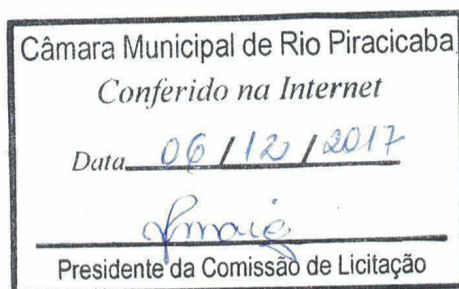 Câmara Municipal de Rio Piracicaba
Conferido na Internet
Data 06/12/2017
Presidente da Comissão de Licitação